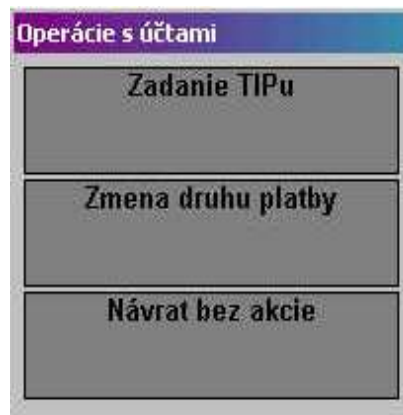 Operácie s účtami
Zadanie TIPu
Zmena druhu platby
Návrat bez akcie